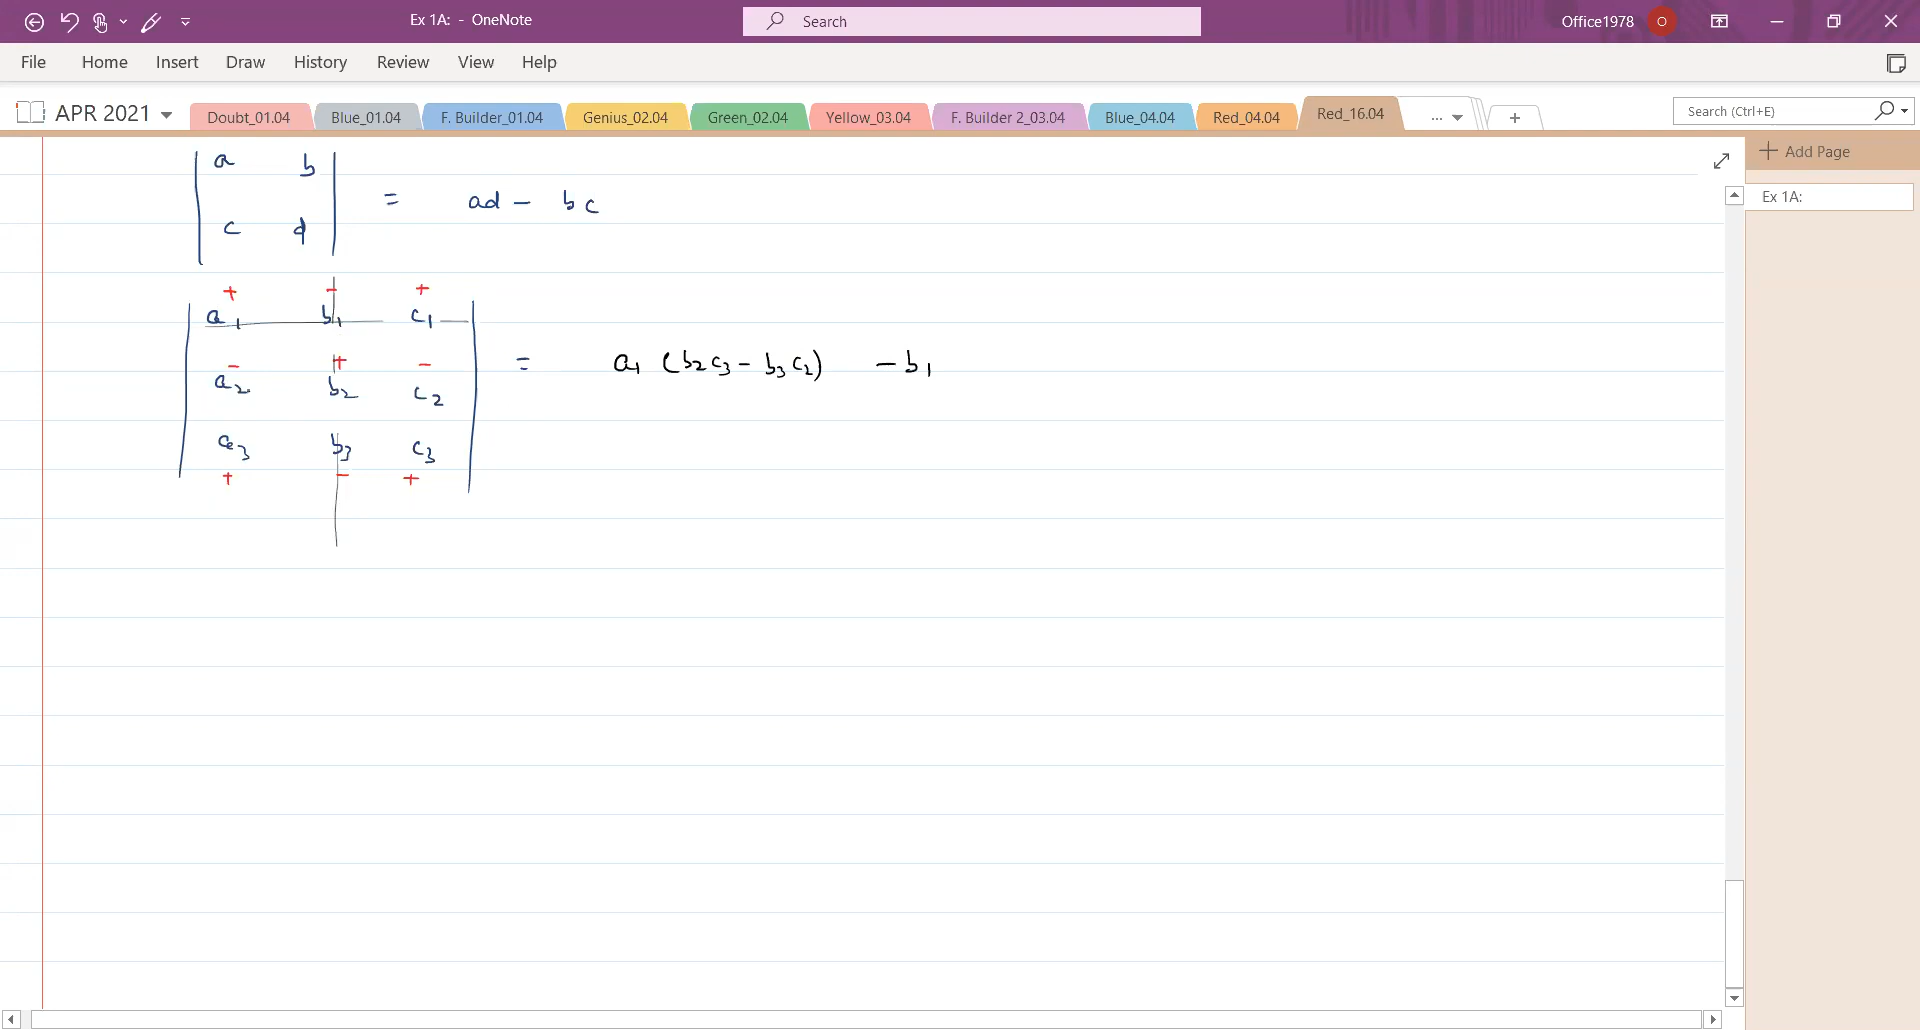 Ex 1A: - OneNote
Search
Office1978
O
File Home Insert Draw History Review View Help
APR 2021
Doubt_01.04 Blue_01.04 F. Builder_01.04 Genius_02.04 Green_02.04 Yellow_03.04 F. Builder 2_03.04 Blue_04.04 Red_04.04 Red_16.04 ... +
Search (Ctrl+E)
+ Add Page
Ex 1A:
| a b |
= ad - bc
| c d |
+ - +
a₁ b₁ c₁
- + -
= a₁ (b₂c₃ - b₃c₂) - b₁
a₂ b₂ c₂
a₃ b₃ c₃
+ - +